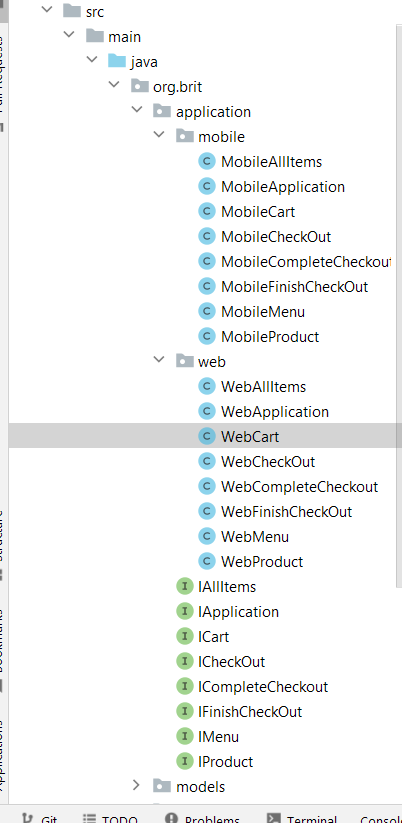 src
main
java
org.brit
application
mobile
MobileAllItems
MobileApplication
MobileCart
MobileCheckOut
MobileCompleteCheckout
MobileFinishCheckOut
MobileMenu
MobileProduct
web
WebAllItems
WebApplication
WebCart
WebCheckOut
WebCompleteCheckout
WebFinishCheckOut
WebMenu
WebProduct
IAllItems
IApplication
ICart
ICheckOut
ICompleteCheckout
IFinishCheckOut
IMenu
IProduct
models
Git TODO Problems Terminal